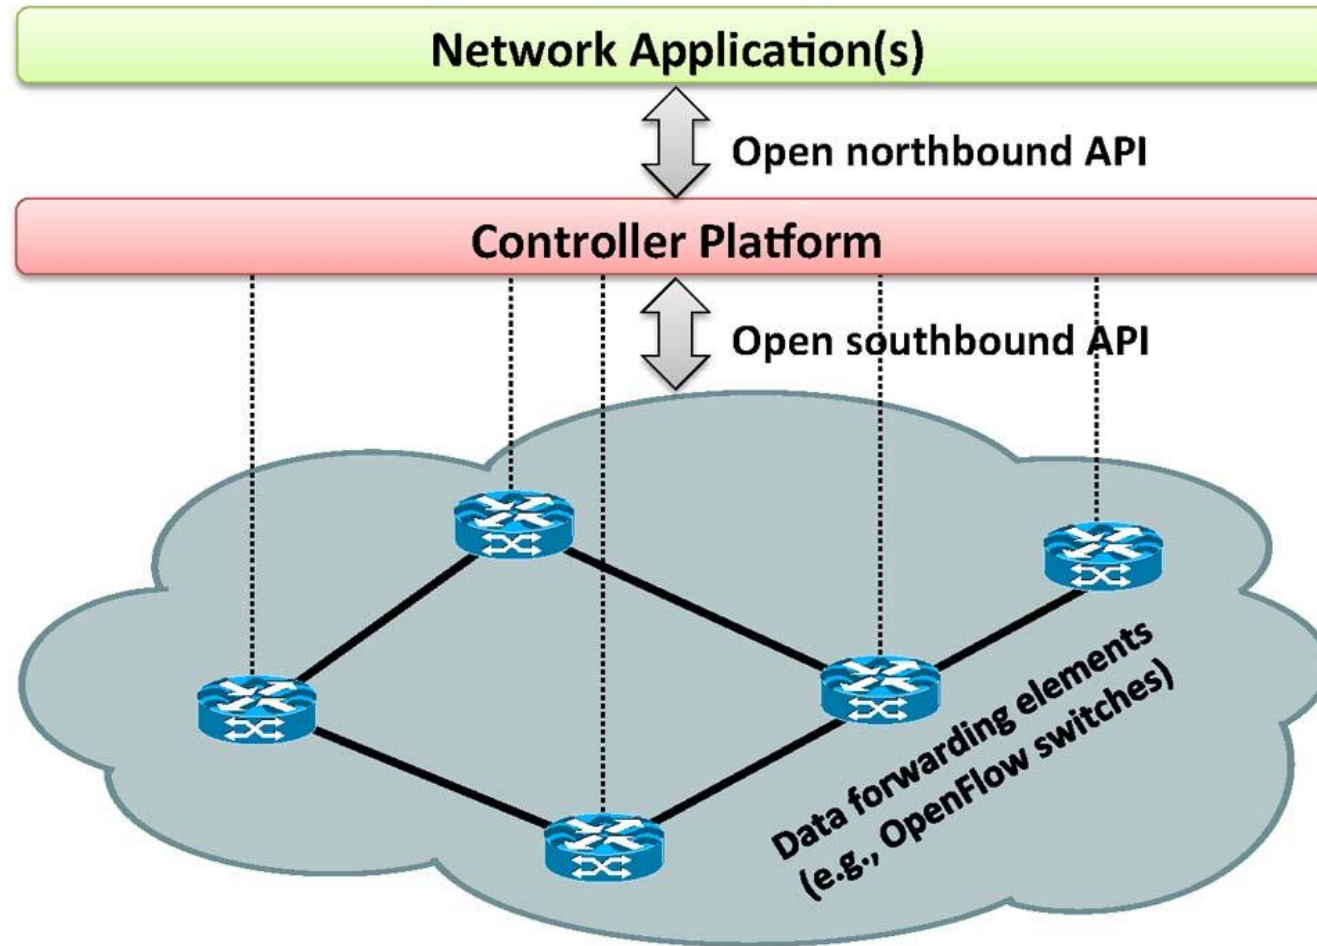 Network Application(s)
Open northbound API
Controller Platform
Open southbound API
Data forwarding elements
(e.g., OpenFlow switches)